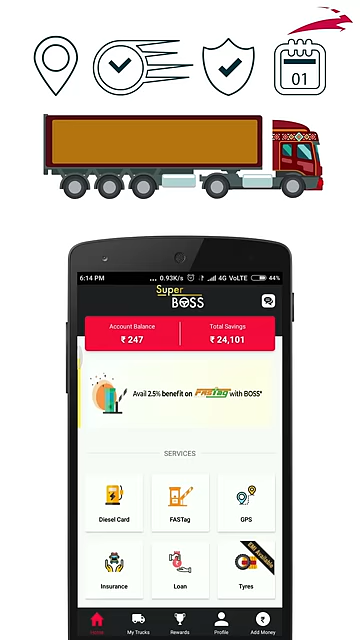 01
6:14 PM ... 0.93K/s 4G VoLTE 44%
Super
BOSS
Account Balance Total Savings
₹ 247 ₹ 24,101
Avail 2.5% benefit on FASTag with BOSS*
SERVICES
Diesel Card FASTag GPS
EMI Available
Insurance Loan Tyres
Home My Trucks Rewards Profile Add Money